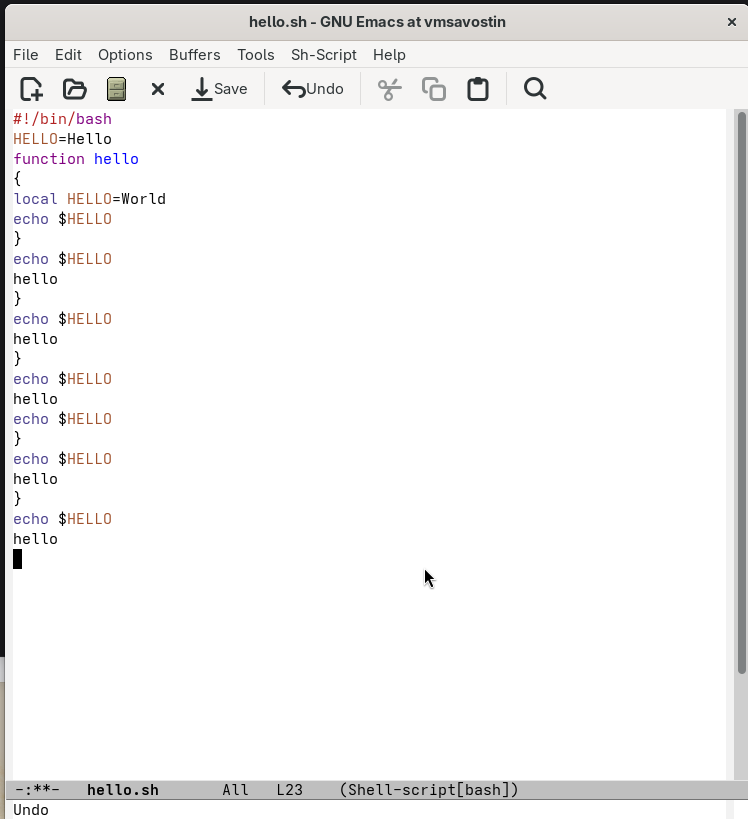 hello.sh - GNU Emacs at vmsavostin ×
File Edit Options Buffers Tools Sh-Script Help
Save Undo
#!/bin/bash
HELLO=Hello
function hello
{
local HELLO=World
echo $HELLO
}
echo $HELLO
hello
}
echo $HELLO
hello
}
echo $HELLO
hello
echo $HELLO
}
echo $HELLO
hello
}
echo $HELLO
hello
-:**- hello.sh All L23 (Shell-script[bash])
Undo